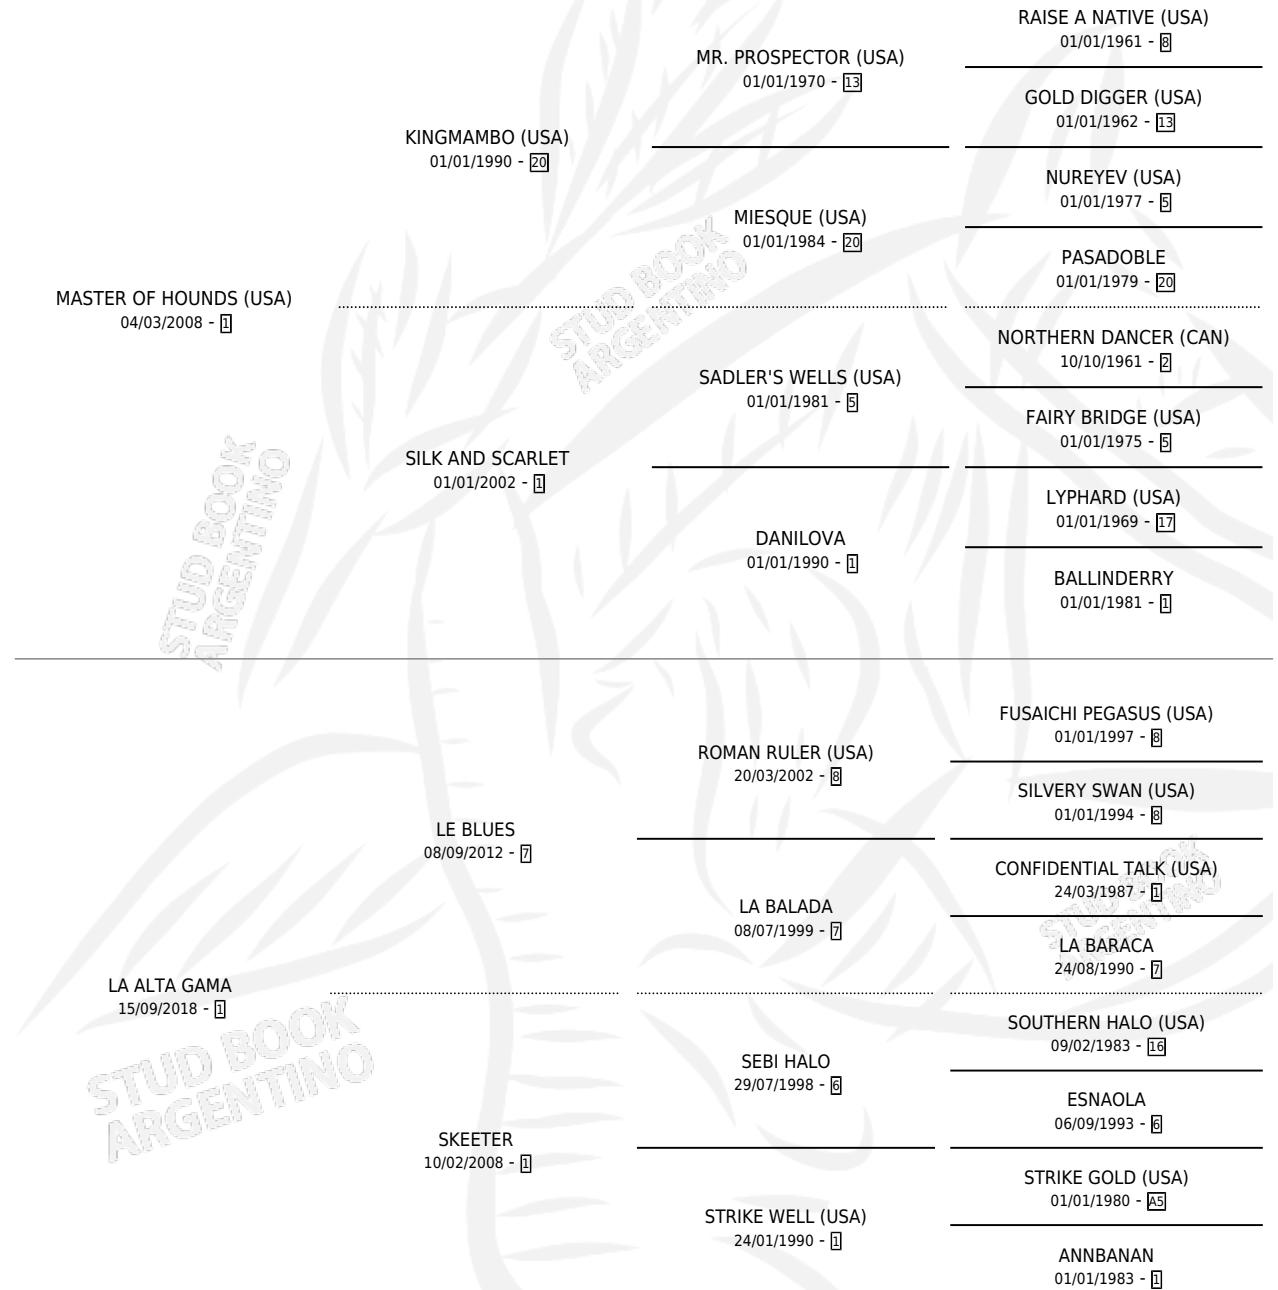 RAISE A NATIVE (USA)
01/01/1961 - 8
MR. PROSPECTOR (USA)
01/01/1970 - 13
GOLD DIGGER (USA)
01/01/1962 - 13
KINGMAMBO (USA)
01/01/1990 - 20
NUREYEV (USA)
01/01/1977 - 5
MIESQUE (USA)
01/01/1984 - 20
PASADOBLE
01/01/1979 - 20
MASTER OF HOUNDS (USA)
04/03/2008 - 1
STUD BOOK
ARGENTINO
NORTHERN DANCER (CAN)
10/10/1961 - 2
SADLER'S WELLS (USA)
01/01/1981 - 5
FAIRY BRIDGE (USA)
01/01/1975 - 5
SILK AND SCARLET
01/01/2002 - 1
LYPHARD (USA)
01/01/1969 - 17
DANILOVA
01/01/1990 - 1
BALLINDERRY
01/01/1981 - 1
STUD BOOK
ARGENTINO
FUSAICHI PEGASUS (USA)
01/01/1997 - 8
ROMAN RULER (USA)
20/03/2002 - 8
SILVERY SWAN (USA)
01/01/1994 - 8
LE BLUES
08/09/2012 - 7
CONFIDENTIAL TALK (USA)
24/03/1987 - 1
LA BALADA
08/07/1999 - 7
LA BARACA
24/08/1990 - 7
STUD BOOK
ARGENTINO
LA ALTA GAMA
15/09/2018 - 1
STUD BOOK
ARGENTINO
SOUTHERN HALO (USA)
09/02/1983 - 16
SEBI HALO
29/07/1998 - 6
ESNAOLA
06/09/1993 - 6
SKEETER
10/02/2008 - 1
STRIKE GOLD (USA)
01/01/1980 - A5
STRIKE WELL (USA)
24/01/1990 - 1
ANNBANAN
01/01/1983 - 1